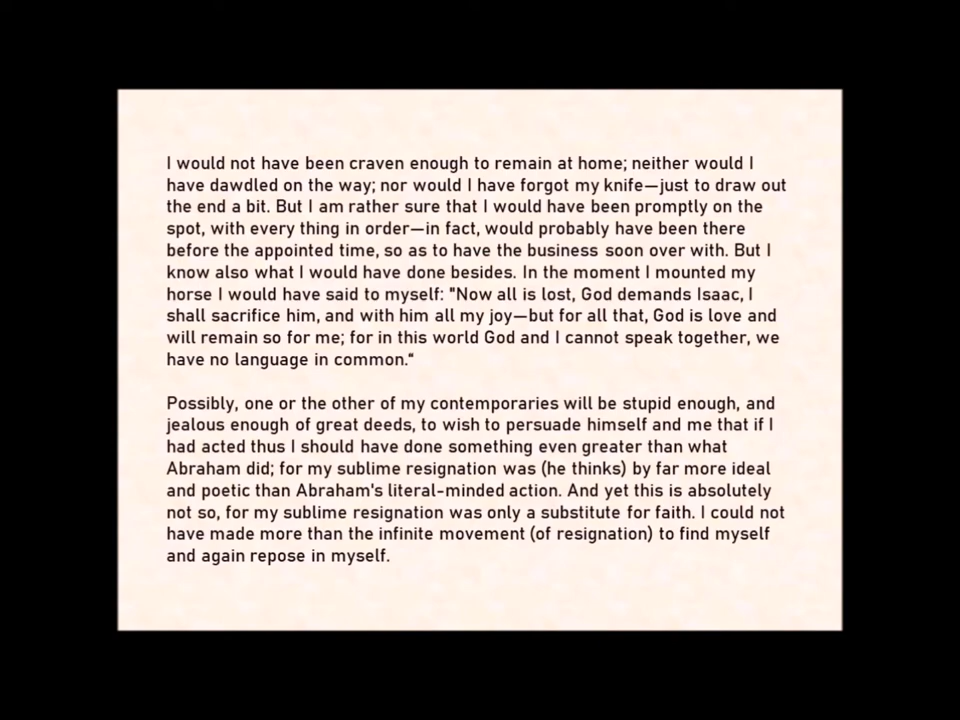 I would not have been craven enough to remain at home; neither would I
have dawdled on the way; nor would I have forgot my knife—just to draw out
the end a bit. But I am rather sure that I would have been promptly on the
spot, with every thing in order—in fact, would probably have been there
before the appointed time, so as to have the business soon over with. But I
know also what I would have done besides. In the moment I mounted my
horse I would have said to myself: "Now all is lost, God demands Isaac, I
shall sacrifice him, and with him all my joy—but for all that, God is love and
will remain so for me; for in this world God and I cannot speak together, we
have no language in common.“

Possibly, one or the other of my contemporaries will be stupid enough, and
jealous enough of great deeds, to wish to persuade himself and me that if I
had acted thus I should have done something even greater than what
Abraham did; for my sublime resignation was (he thinks) by far more ideal
and poetic than Abraham's literal-minded action. And yet this is absolutely
not so, for my sublime resignation was only a substitute for faith. I could not
have made more than the infinite movement (of resignation) to find myself
and again repose in myself.